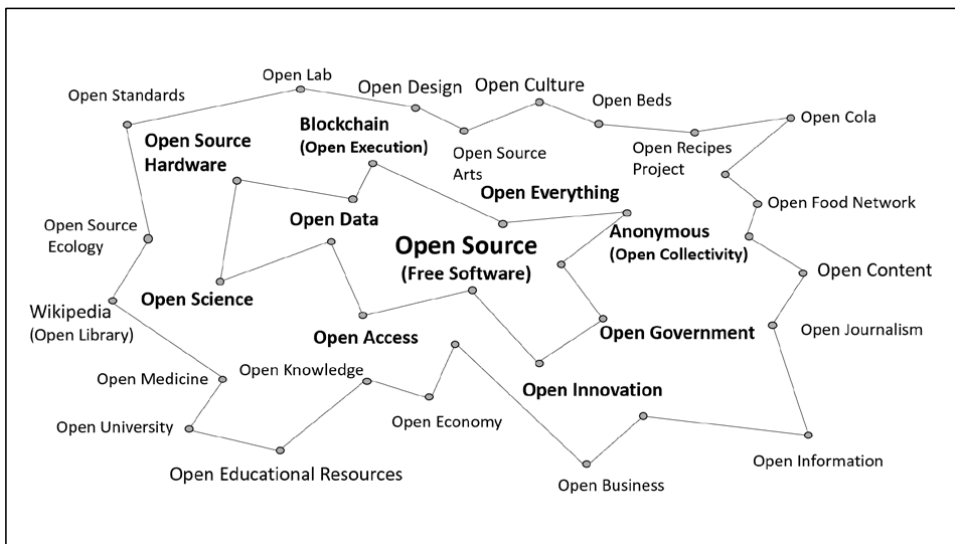 Open Lab
Open Standards
Open Design
Open Culture
Open Beds
Open Cola
Open Source
Hardware
Blockchain
(Open Execution)
Open Source
Arts
Open Recipes
Project
Open Everything
Open Food Network
Open Source
Ecology
Open Data
Open Source
(Free Software)
Anonymous
(Open Collectivity)
Open Content
Open Science
Wikipedia
(Open Library)
Open Access
Open Government
Open Journalism
Open Medicine
Open Knowledge
Open Innovation
Open University
Open Economy
Open Information
Open Educational Resources
Open Business